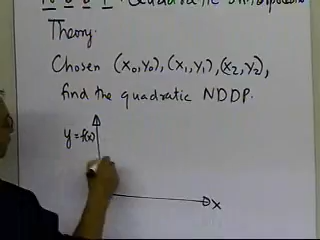 N D D P : Quadratic Interpolation
Theory.
Chosen (x₀,y₀), (x₁,y₁), (x₂,y₂),
find the quadratic NDDP.
y = f(x)
x